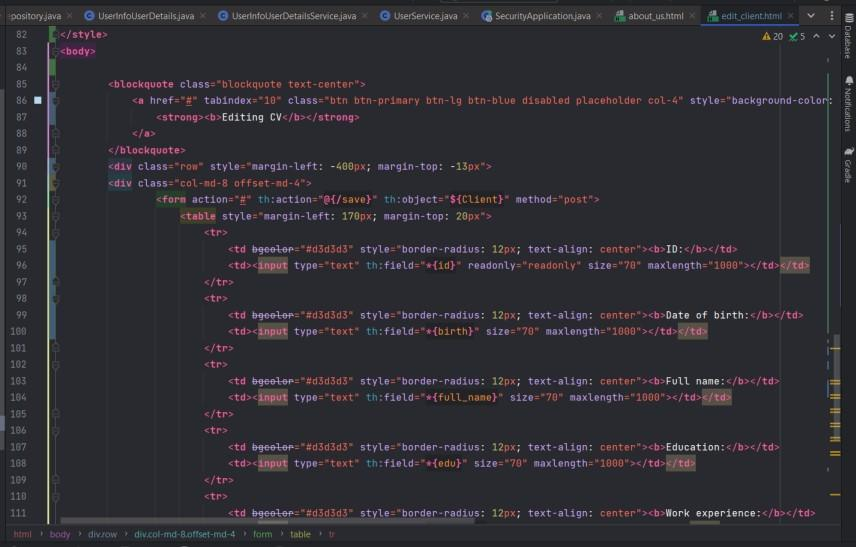 epository.java × UserInfoUserDetails.java × UserInfoUserDetailsService.java × UserService.java × SecurityApplication.java × about_us.html × edit_client.html ×
20 5
82 </style>
83 <body>
84
85 <blockquote class="blockquote text-center">
86 <a href="#" tabindex="10" class="btn btn-primary btn-lg btn-blue disabled placeholder col-4" style="background-color:
87 <strong><b>Editing CV</b></strong>
88 </a>
89 </blockquote>
90 <div class="row" style="margin-left: -400px; margin-top: -13px">
91 <div class="col-md-8 offset-md-4">
92 <form action="#" th:action="@{/save}" th:object="${Client}" method="post">
93 <table style="margin-left: 170px; margin-top: 20px">
94 <tr>
95 <td bgcolor="#d3d3d3" style="border-radius: 12px; text-align: center"><b>ID:</b></td>
96 <td><input type="text" th:field="*{id}" readonly="readonly" size="70" maxlength="1000"></td></td>
97 </tr>
98 <tr>
99 <td bgcolor="#d3d3d3" style="border-radius: 12px; text-align: center"><b>Date of birth:</b></td>
100 <td><input type="text" th:field="*{birth}" size="70" maxlength="1000"></td></td>
101 </tr>
102 <tr>
103 <td bgcolor="#d3d3d3" style="border-radius: 12px; text-align: center"><b>Full name:</b></td>
104 <td><input type="text" th:field="*{full_name}" size="70" maxlength="1000"></td></td>
105 </tr>
106 <tr>
107 <td bgcolor="#d3d3d3" style="border-radius: 12px; text-align: center"><b>Education:</b></td>
108 <td><input type="text" th:field="*{edu}" size="70" maxlength="1000"></td></td>
109 </tr>
110 <tr>
111 <td bgcolor="#d3d3d3" style="border-radius: 12px; text-align: center"><b>Work experience:</b></td>
html › body › div.row › div.col-md-8.offset-md-4 › form › table › tr
Database
Notifications
Gradle